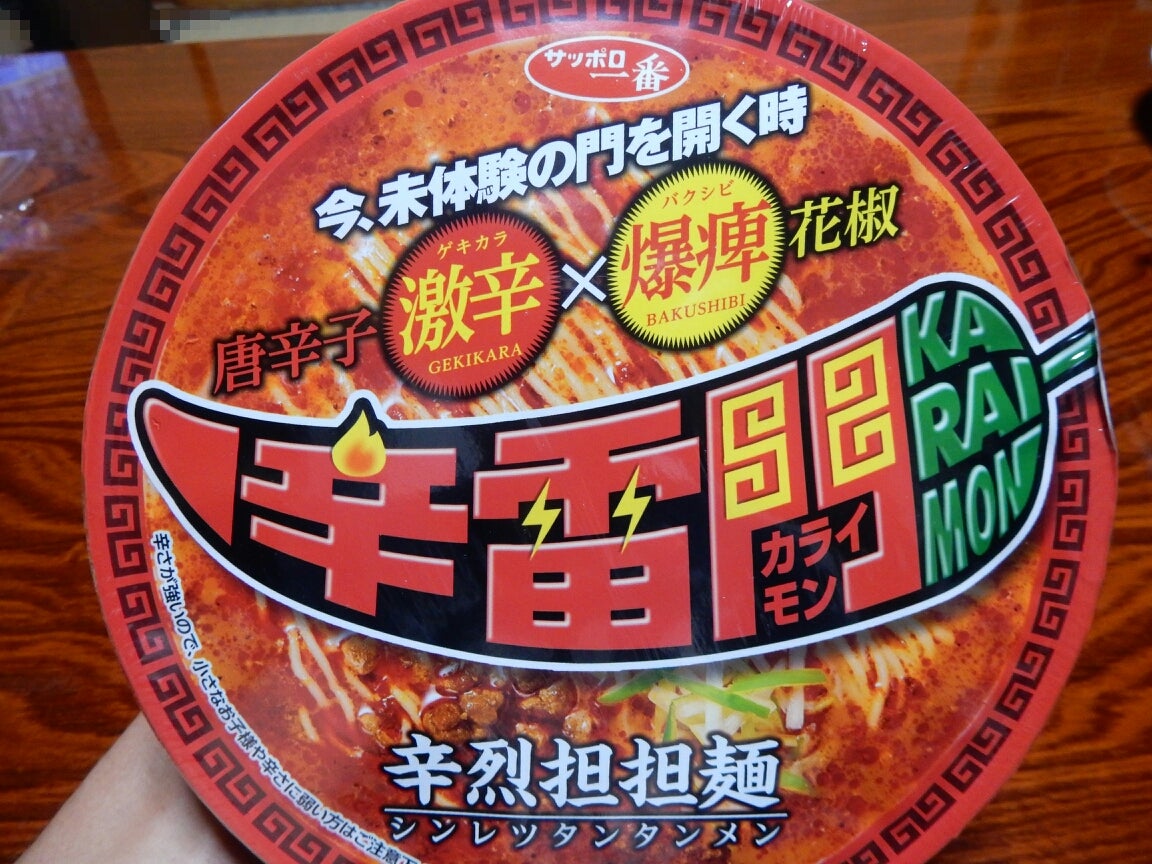 サッポロ
一番
今、未体験の門を開く時
唐辛子
ゲキカラ
激辛
GEKIKARA
×
バクシビ
爆痺
BAKUSHIBI
花椒
辛雷門
カライ
モン
KA
RAI
MON
辛烈担担麺
シンレツタンタンメン
辛さが強いので、小さなお子様や辛さに弱い方はご注意下